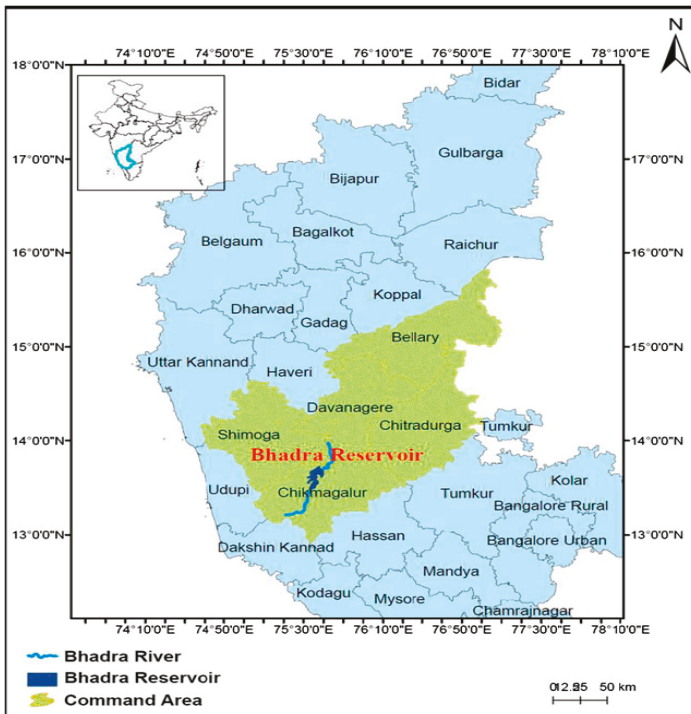 N
74°10'0"E 74°50'0"E 75°30'0"E 76°10'0"E 76°50'0"E 77°30'0"E 78°10'0"E
18°0'0"N
Bidar
Gulbarga
17°0'0"N 17°0'0"N
Bijapur
Bagalkot
Belgaum
Raichur
16°0'0"N 16°0'0"N
Koppal
Dharwad
Gadag
Bellary
15°0'0"N 15°0'0"N
Uttar Kannand
Haveri
Davanagere
Chitradurga
Tumkur
Shimoga
14°0'0"N 14°0'0"N
Bhadra Reservoir
Kolar
Udupi
Chikmagalur
Tumkur
Bangalore Rural
Hassan
Bangalore Urban
13°0'0"N 13°0'0"N
Dakshin Kannad
Mandya
Kodagu
Mysore
Chamrajnagar
74°10'0"E 74°50'0"E 75°30'0"E 76°10'0"E 76°50'0"E 77°30'0"E 78°10'0"E
Bhadra River
Bhadra Reservoir
Command Area
50 km